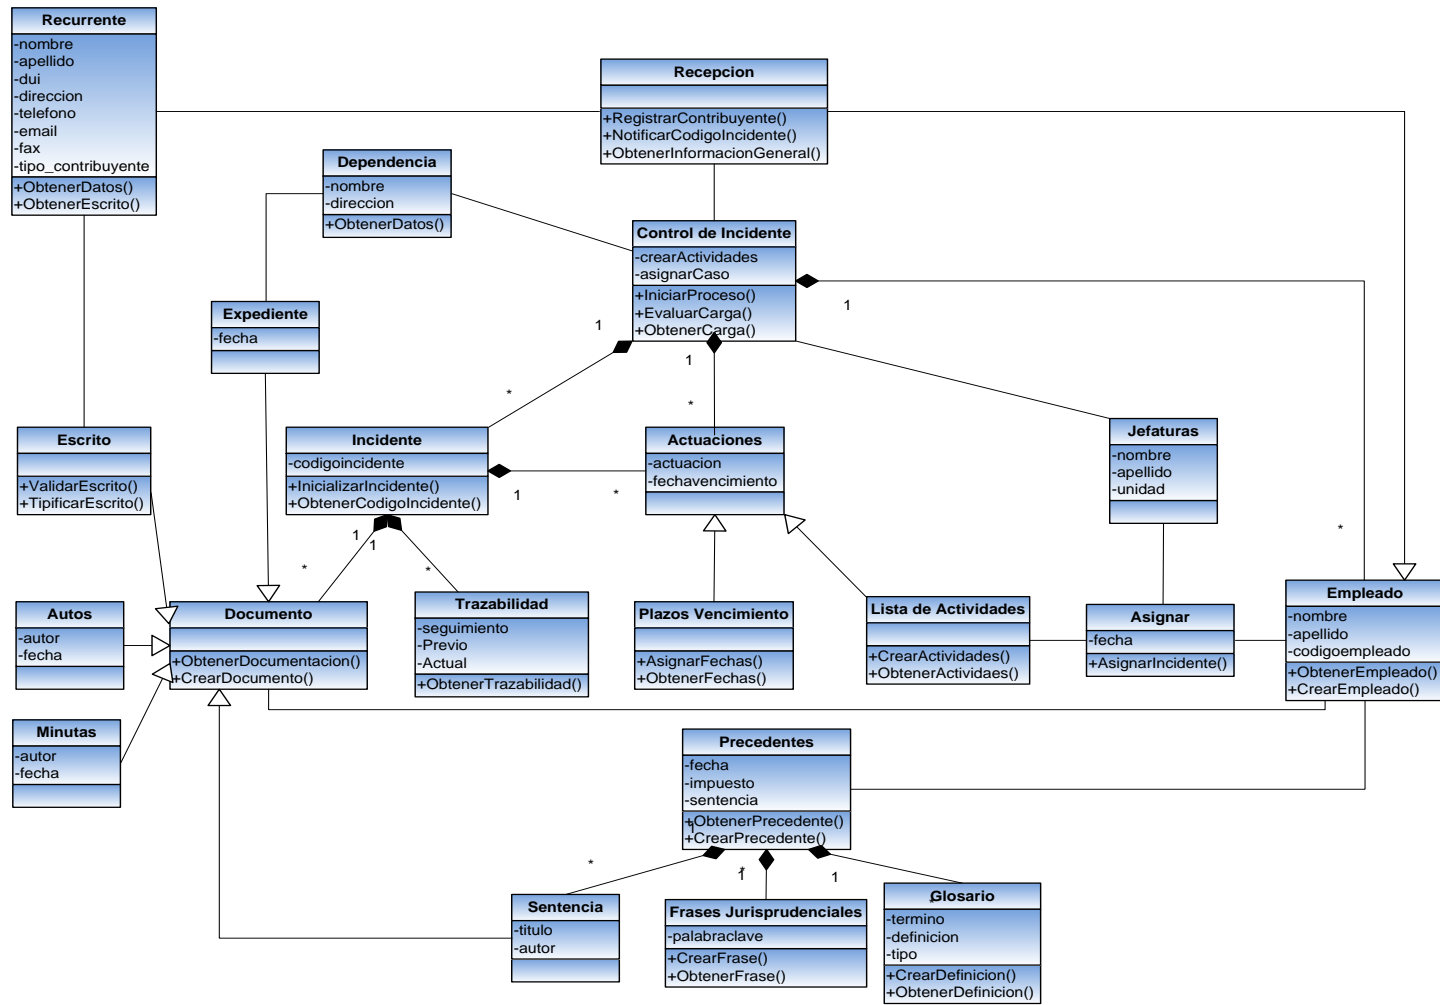 Recurrente
-nombre
-apellido
-dui
-direccion
-telefono
-email
-fax
-tipo_contribuyente
+ObtenerDatos()
+ObtenerEscrito()
Recepcion
+RegistrarContribuyente()
+NotificarCodigoIncidente()
+ObtenerInformacionGeneral()
Dependencia
-nombre
-direccion
+ObtenerDatos()
Control de Incidente
-crearActividades
-asignarCaso
+IniciarProceso()
+EvaluarCarga()
+ObtenerCarga()
1
1
1
*
*
Expediente
-fecha
Escrito
+ValidarEscrito()
+TipificarEscrito()
Incidente
-codigoincidente
+InicializarIncidente()
+ObtenerCodigoIncidente()
1
*
1
1
*
*
Actuaciones
-actuacion
-fechavencimiento
Jefaturas
-nombre
-apellido
-unidad
*
Autos
-autor
-fecha
Documento
+ObtenerDocumentacion()
+CrearDocumento()
Trazabilidad
-seguimiento
-Previo
-Actual
+ObtenerTrazabilidad()
Plazos Vencimiento
+AsignarFechas()
+ObtenerFechas()
Lista de Actividades
+CrearActividades()
+ObtenerActividaes()
Asignar
-fecha
+AsignarIncidente()
Empleado
-nombre
-apellido
-codigoempleado
+ObtenerEmpleado()
+CrearEmpleado()
Minutas
-autor
-fecha
Precedentes
-fecha
-impuesto
-sentencia
+ObtenerPrecedente()
+CrearPrecedente()
1
*
1
*
1
*
Sentencia
-titulo
-autor
Frases Jurisprudenciales
-palabraclave
+CrearFrase()
+ObtenerFrase()
Glosario
-termino
-definicion
-tipo
+CrearDefinicion()
+ObtenerDefinicion()